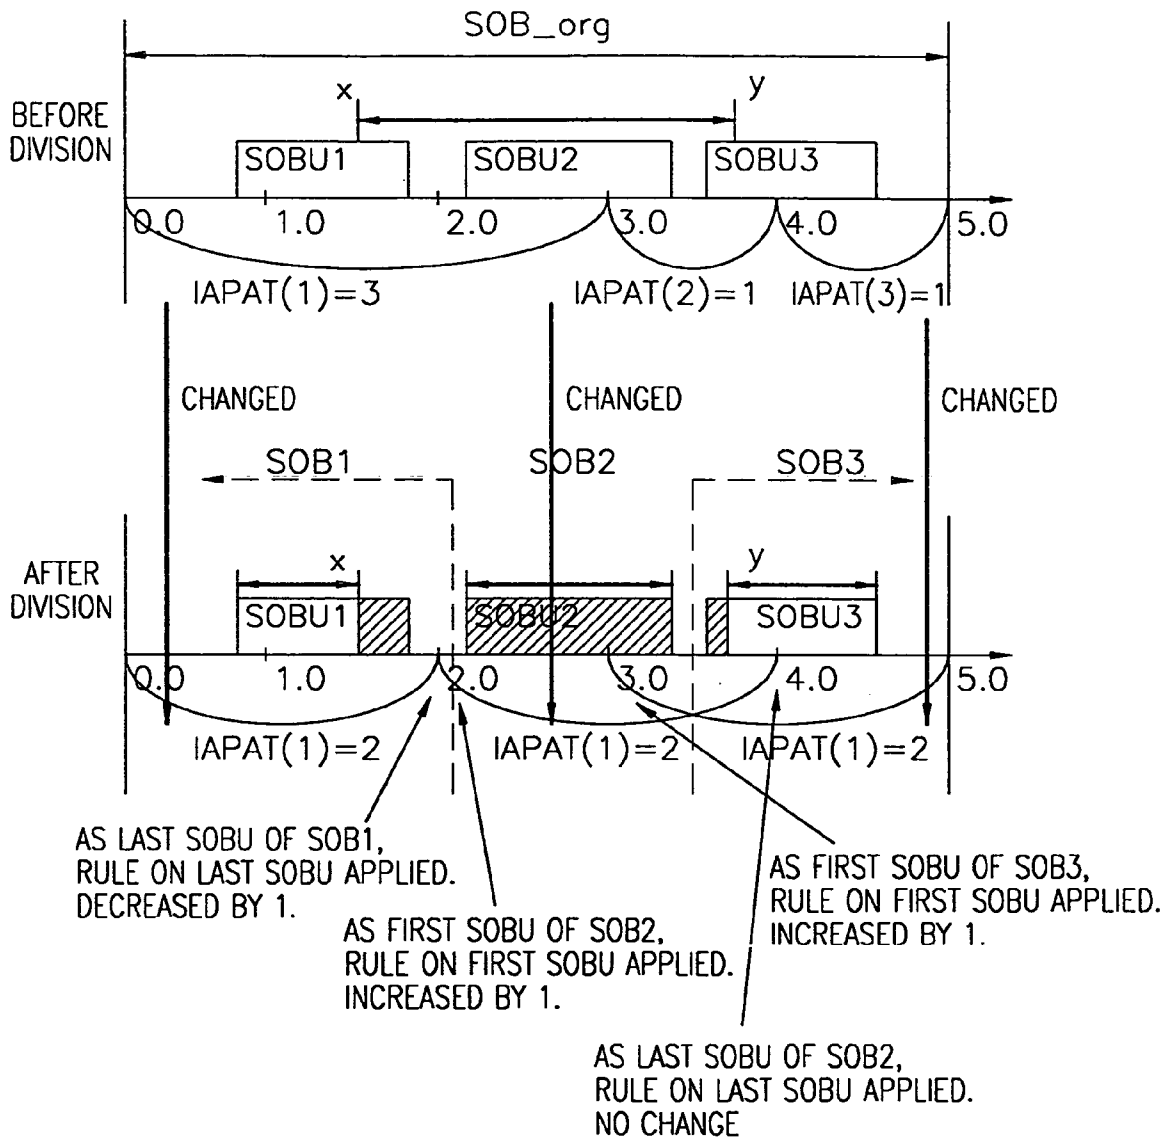 SOB_org
x
y
BEFORE
DIVISION
SOBU1
SOBU2
SOBU3
0.0
1.0
2.0
3.0
4.0
5.0
IAPAT(1)=3
IAPAT(2)=1
IAPAT(3)=1
CHANGED
CHANGED
CHANGED
SOB1
SOB2
SOB3
x
y
AFTER
DIVISION
SOBU1
SOBU2
SOBU3
0.0
1.0
2.0
3.0
4.0
5.0
IAPAT(1)=2
IAPAT(1)=2
IAPAT(1)=2
AS LAST SOBU OF SOB1,
RULE ON LAST SOBU APPLIED.
DECREASED BY 1.
AS FIRST SOBU OF SOB2,
RULE ON FIRST SOBU APPLIED.
INCREASED BY 1.
AS FIRST SOBU OF SOB3,
RULE ON FIRST SOBU APPLIED.
INCREASED BY 1.
AS LAST SOBU OF SOB2,
RULE ON LAST SOBU APPLIED.
NO CHANGE